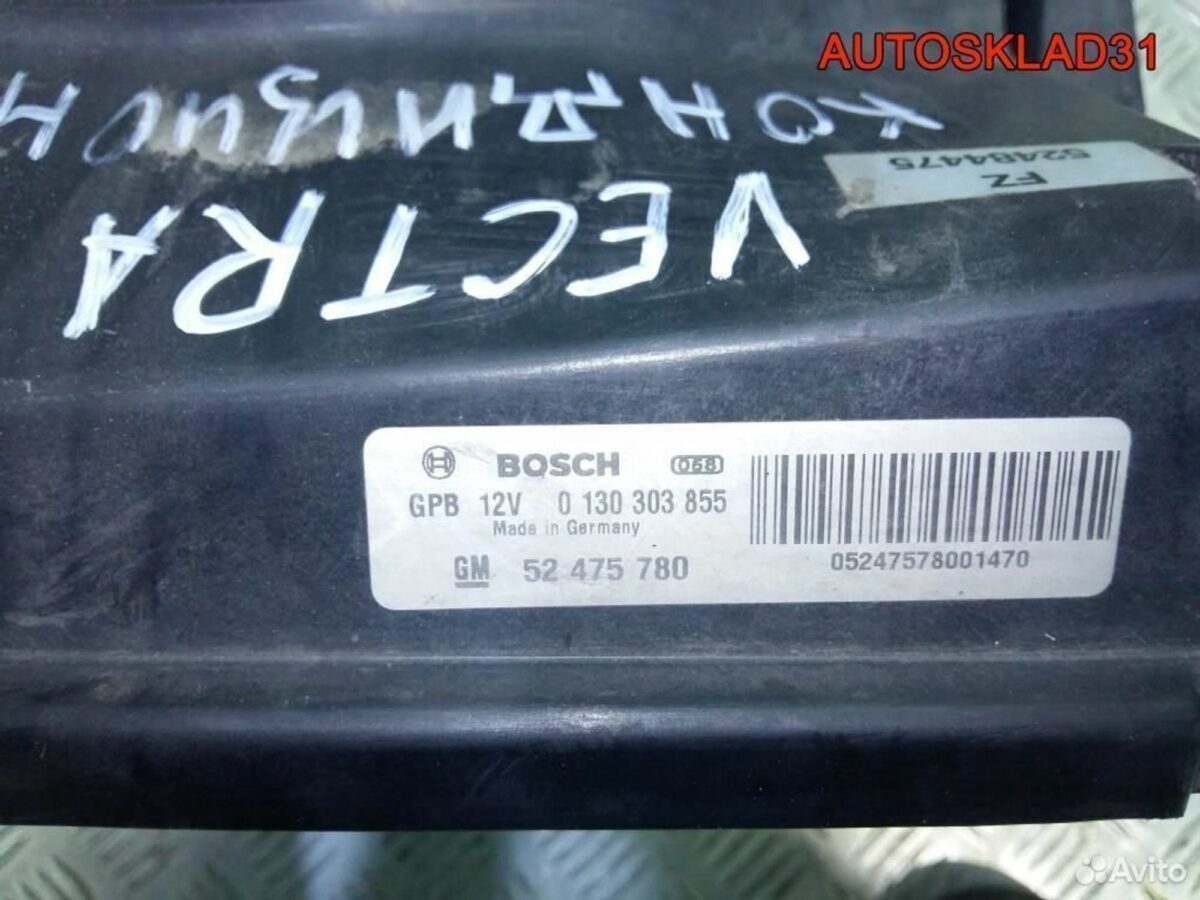 AUTOSKLAD31
КОНДИЦИОН
FZ
52484475
VECTRA
BOSCH 058
GPB 12V 0 130 303 855
Made in Germany
GM 52 475 780
05247578001470
Avito